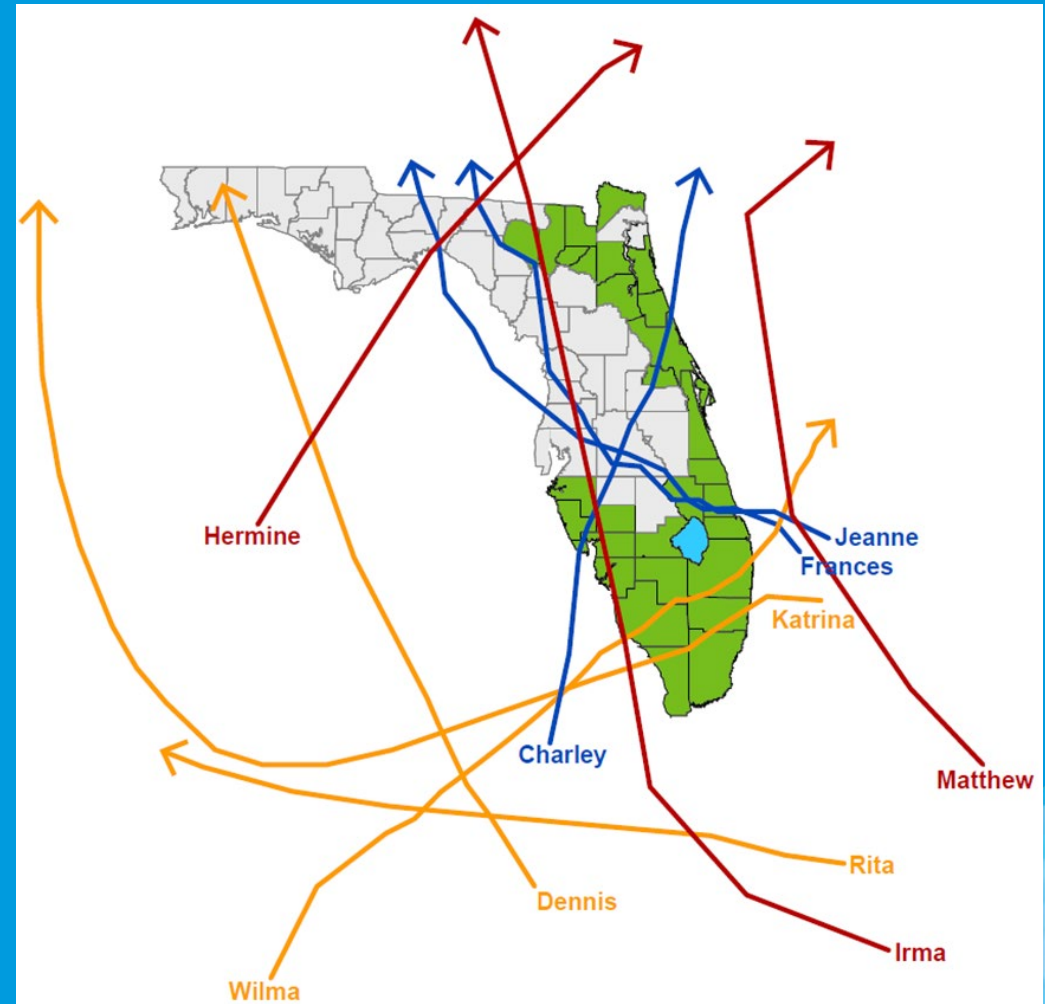 Hermine
Jeanne
Frances
Katrina
Charley
Matthew
Rita
Dennis
Irma
Wilma